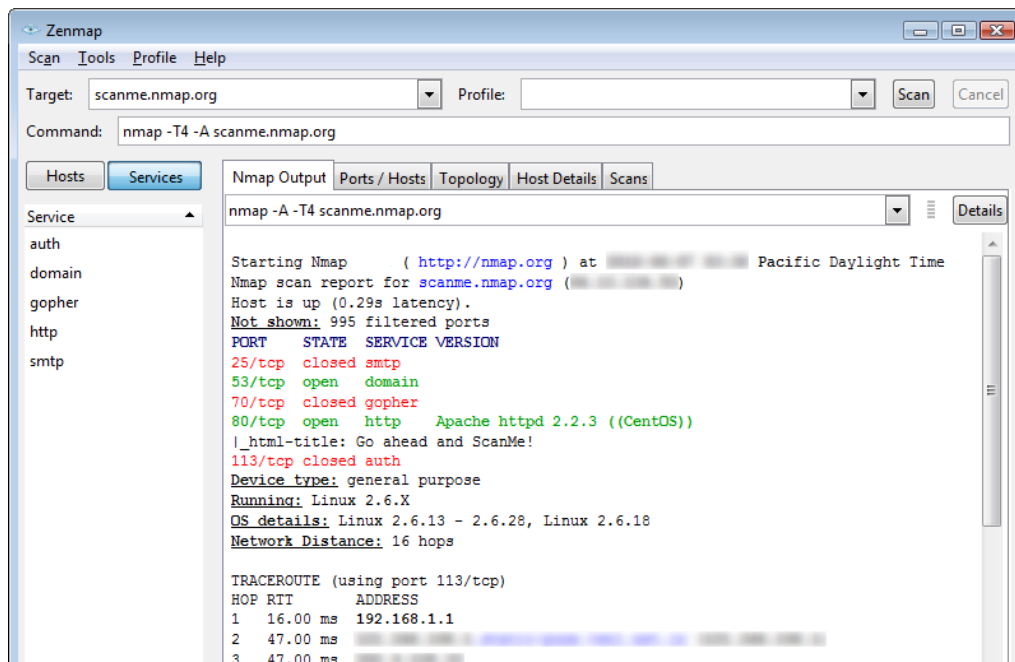 Zenmap
Scan Tools Profile Help
Target: scanme.nmap.org Profile: Scan Cancel
Command: nmap -T4 -A scanme.nmap.org
Hosts Services
Nmap Output Ports / Hosts Topology Host Details Scans
nmap -A -T4 scanme.nmap.org Details
Service
auth
domain
gopher
http
smtp
Starting Nmap ( http://nmap.org ) at Pacific Daylight Time
Nmap scan report for scanme.nmap.org ( )
Host is up (0.29s latency).
Not shown: 995 filtered ports
PORT STATE SERVICE VERSION
25/tcp closed smtp
53/tcp open domain
70/tcp closed gopher
80/tcp open http Apache httpd 2.2.3 ((CentOS))
|_html-title: Go ahead and ScanMe!
113/tcp closed auth
Device type: general purpose
Running: Linux 2.6.X
OS details: Linux 2.6.13 - 2.6.28, Linux 2.6.18
Network Distance: 16 hops
TRACEROUTE (using port 113/tcp)
HOP RTT ADDRESS
1 16.00 ms 192.168.1.1
2 47.00 ms
3 47.00 ms